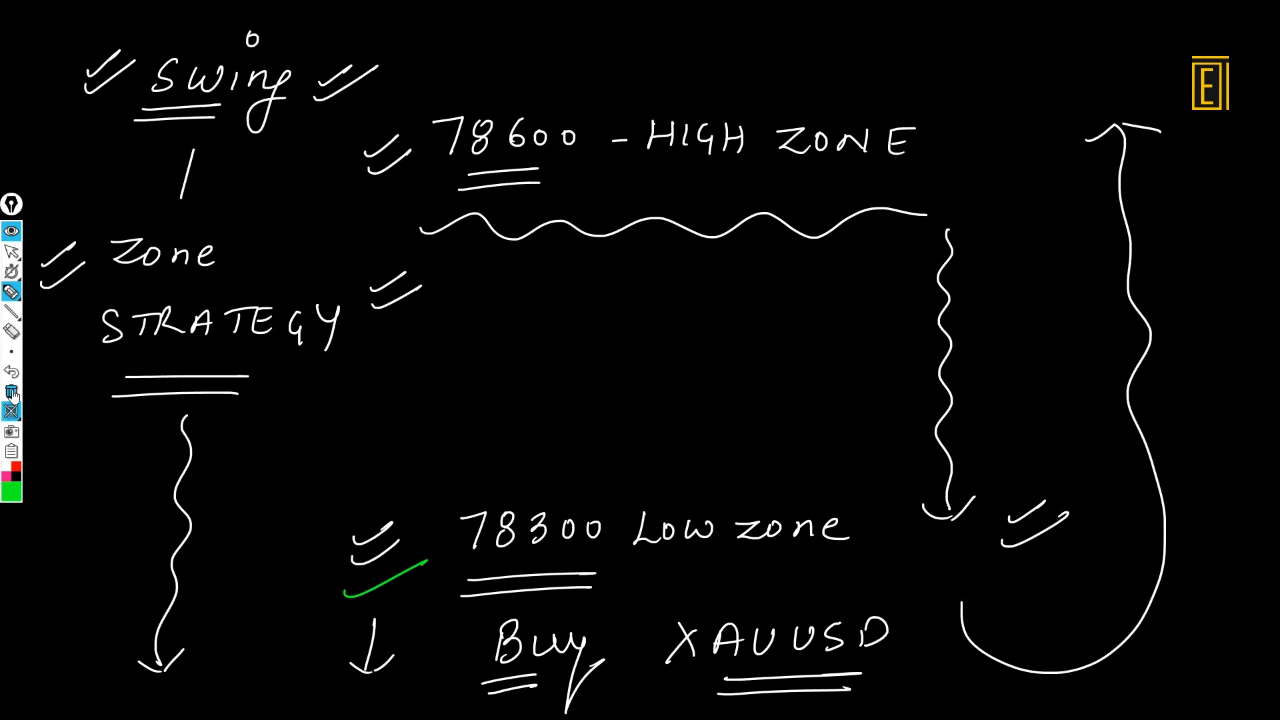 Swing
78600 - HIGH ZONE
Zone
STRATEGY
78300 Low zone
Buy XAUUSD
E